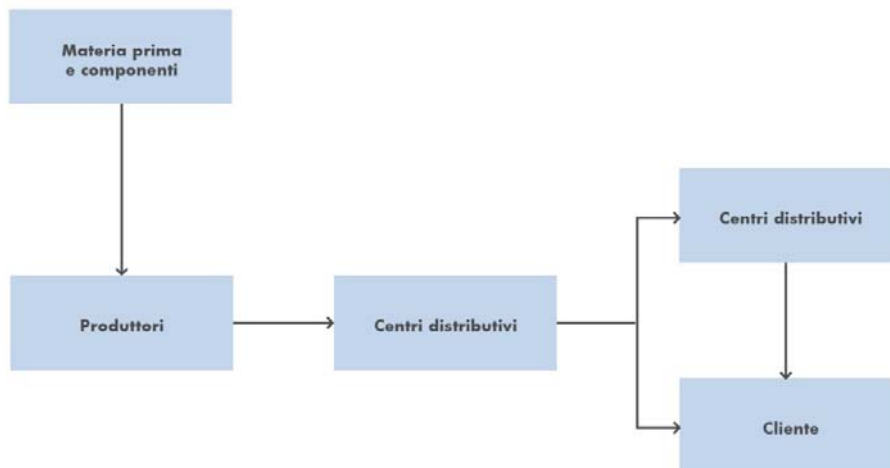 Materia prima
e componenti
Centri distributivi
Produttori
Centri distributivi
Cliente